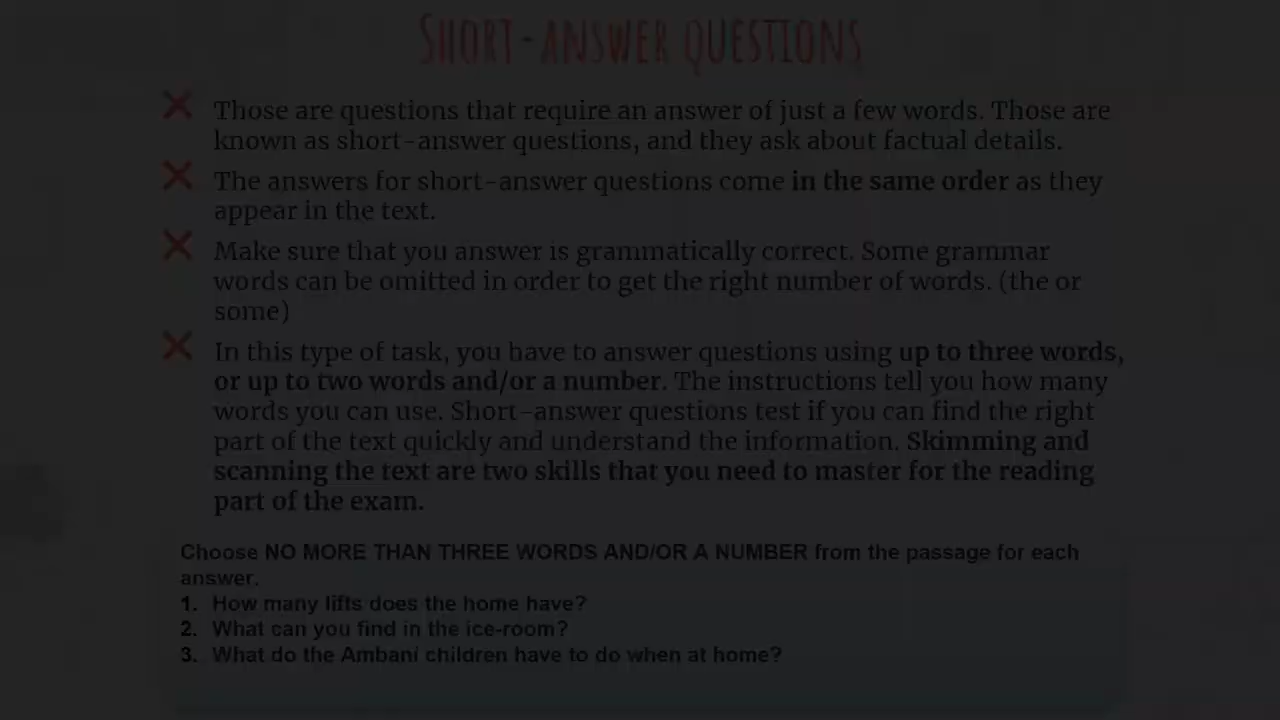 SHORT-ANSWER QUESTIONS
Those are questions that require an answer of just a few words. Those are
known as short-answer questions, and they ask about factual details.
The answers for short-answer questions come in the same order as they
appear in the text.
Make sure that you answer is grammatically correct. Some grammar
words can be omitted in order to get the right number of words. (the or
some)
In this type of task, you have to answer questions using up to three words,
or up to two words and/or a number. The instructions tell you how many
words you can use. Short-answer questions test if you can find the right
part of the text quickly and understand the information. Skimming and
scanning the text are two skills that you need to master for the reading
part of the exam.
Choose NO MORE THAN THREE WORDS AND/OR A NUMBER from the passage for each
answer.
1. How many lifts does the home have?
2. What can you find in the ice-room?
3. What do the Ambani children have to do when at home?